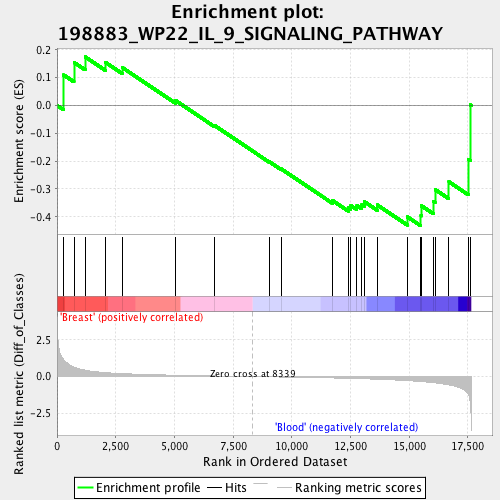 Enrichment plot:
198883_WP22_IL_9_SIGNALING_PATHWAY
Enrichment score (ES)
0.2
0.1
0.0
-0.1
-0.2
-0.3
-0.4
'Breast' (positively correlated)
Ranked list metric (Diff_of_Classes)
2.5
0.0
-2.5
Zero cross at 8339
'Blood' (negatively correlated)
0
2,500
5,000
7,500
10,000
12,500
15,000
17,500
Rank in Ordered Dataset
Enrichment profile
Hits
Ranking metric scores